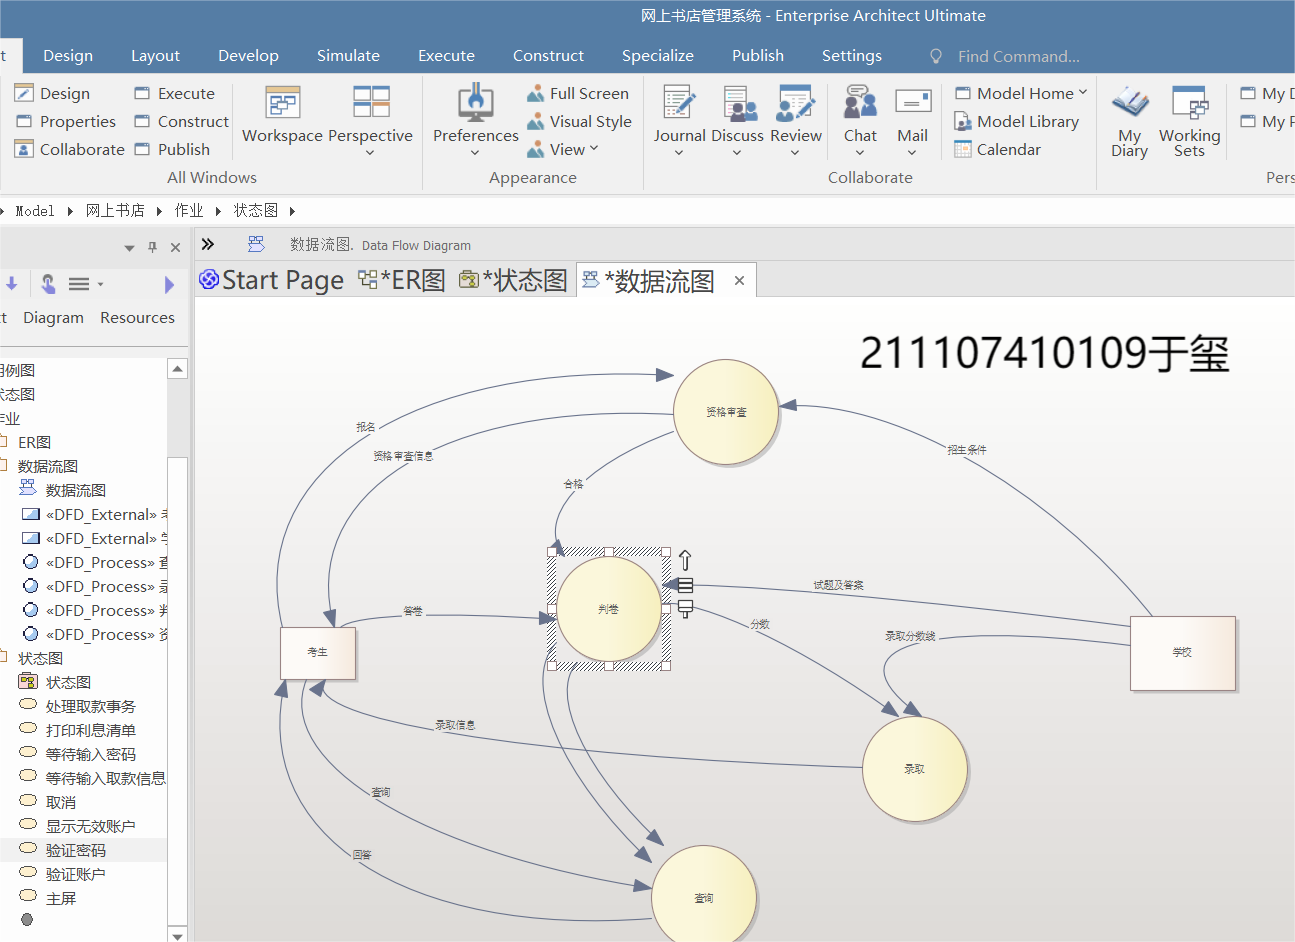 网上书店管理系统 - Enterprise Architect Ultimate
t Design Layout Develop Simulate Execute Construct Specialize Publish Settings Find Command...
Design Execute Full Screen Model Home
Properties Construct Workspace Perspective Preferences Visual Style Journal Discuss Review Chat Mail Model Library My Diary Working Sets
Collaborate Publish View Calendar
All Windows Appearance Collaborate
Model 网上书店 作业 状态图
数据流图. Data Flow Diagram
Start Page *ER图 *状态图 *数据流图
Diagram Resources
211107410109于玺
ER图
数据流图
数据流图
«DFD_External»
«DFD_External»
«DFD_Process»
«DFD_Process»
«DFD_Process»
«DFD_Process»
状态图
状态图
处理取款事务
打印利息清单
等待输入密码
等待输入取款信息
取消
显示无效账户
验证密码
验证账户
主屏
资格审查
报名
资格审查信息
招生条件
合格
试题及答案
判卷
答卷
分数
录取分数线
考生
学校
录取信息
录取
查询
回答
查询